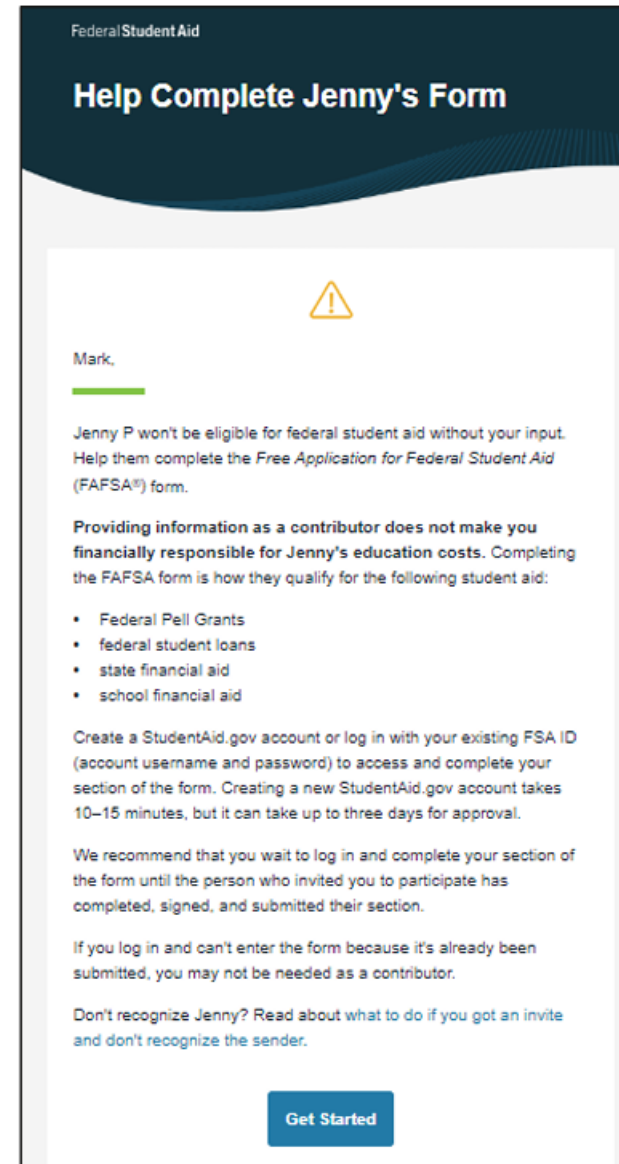 Federal Student Aid
Help Complete Jenny's Form
Mark,
Jenny P won't be eligible for federal student aid without your input.
Help them complete the Free Application for Federal Student Aid
(FAFSA®) form.
Providing information as a contributor does not make you
financially responsible for Jenny's education costs. Completing
the FAFSA form is how they qualify for the following student aid:
• Federal Pell Grants
• federal student loans
• state financial aid
• school financial aid
Create a StudentAid.gov account or log in with your existing FSA ID
(account username and password) to access and complete your
section of the form. Creating a new StudentAid.gov account takes
10–15 minutes, but it can take up to three days for approval.
We recommend that you wait to log in and complete your section of
the form until the person who invited you to participate has
completed, signed, and submitted their section.
If you log in and can't enter the form because it's already been
submitted, you may not be needed as a contributor.
Don't recognize Jenny? Read about what to do if you got an invite
and don't recognize the sender.
Get Started